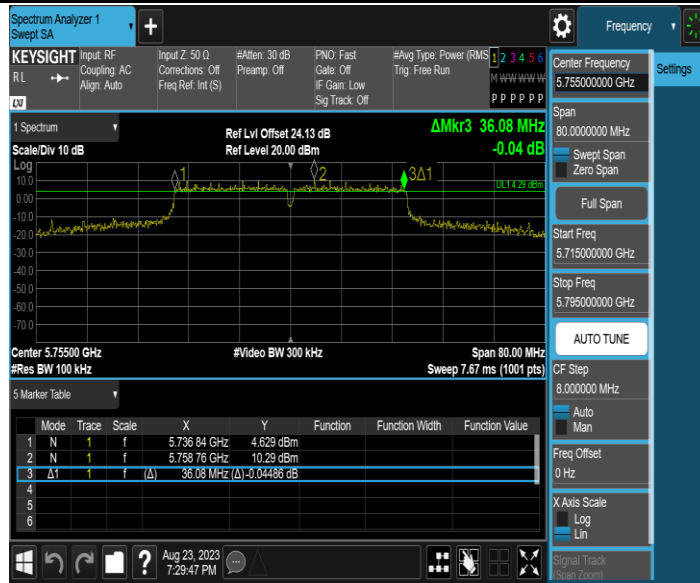 Spectrum Analyzer 1
Swept SA
+
Frequency
KEYSIGHT
RL
LXI
Input: RF
Coupling: AC
Align: Auto
Input Z: 50 Ω
Corrections: Off
Freq Ref: Int (S)
#Atten: 30 dB
Preamp: Off
PNO: Fast
Gate: Off
IF Gain: Low
Sig Track: Off
#Avg Type: Power (RMS
Trig: Free Run
1 2 3 4 5 6
M W W W W W
P P P P P P
1 Spectrum
Scale/Div 10 dB
Ref Lvl Offset 24.13 dB
Ref Level 20.00 dBm
ΔMkr3 36.08 MHz
-0.04 dB
Log
10.0
0.00
-10.0
-20.0
-30.0
-40.0
-50.0
-60.0
-70.0
1
2
3Δ1
DL1 4.29 dBm
Center 5.75500 GHz
#Video BW 300 kHz
Span 80.00 MHz
#Res BW 100 kHz
Sweep 7.67 ms (1001 pts)
5 Marker Table
Mode Trace Scale X Y Function Function Width Function Value
1 N 1 f 5.736 84 GHz 4.629 dBm
2 N 1 f 5.758 76 GHz 10.29 dBm
3 Δ1 1 f (Δ) 36.08 MHz (Δ) -0.04486 dB
4
5
6
Aug 23, 2023
7:29:47 PM
Center Frequency
5.755000000 GHz
Settings
Span
80.0000000 MHz
Swept Span
Zero Span
Full Span
Start Freq
5.715000000 GHz
Stop Freq
5.795000000 GHz
AUTO TUNE
CF Step
8.000000 MHz
Auto
Man
Freq Offset
0 Hz
X Axis Scale
Log
Lin
Signal Track
(Span Zoom)